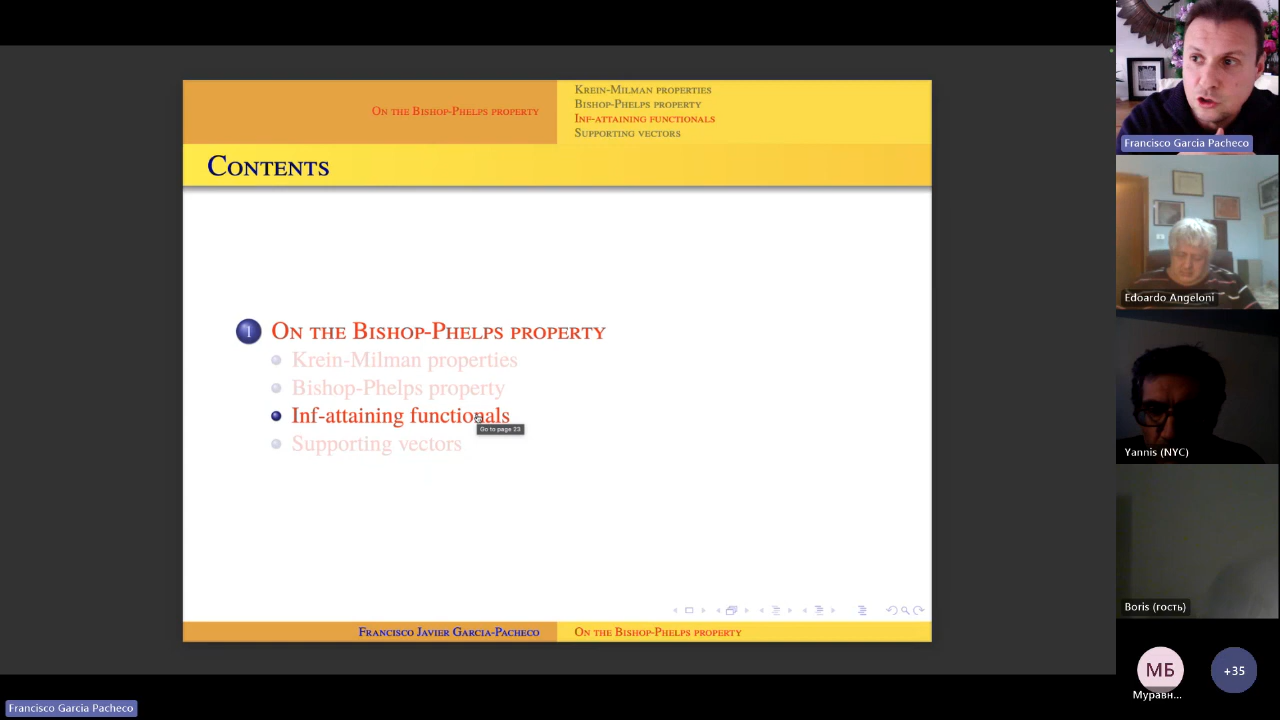 On the Bishop-Phelps property
Krein-Milman properties
Bishop-Phelps property
Inf-attaining functionals
Supporting vectors
Contents
1 On the Bishop-Phelps property
Krein-Milman properties
Bishop-Phelps property
Inf-attaining functionals
Go to page 23
Supporting vectors
Francisco Javier Garcia-Pacheco
On the Bishop-Phelps property
Francisco Garcia Pacheco
Edoardo Angeloni
Yannis (NYC)
Boris (гость)
МБ
+35
Муравн...
Francisco Garcia Pacheco